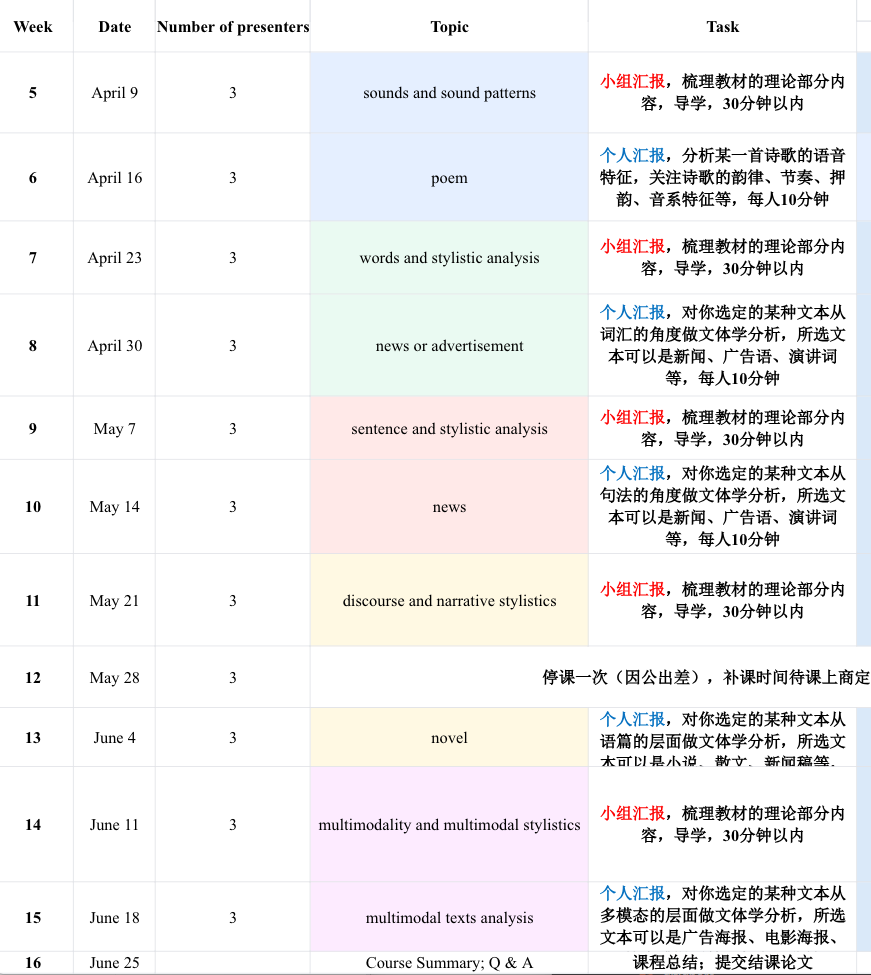 Week Date Number of presenters Topic Task
5 April 9 3 sounds and sound patterns
小组汇报，梳理教材的理论部分内
容，导学，30分钟以内
6 April 16 3 poem
个人汇报，分析某一首诗歌的语音
特征，关注诗歌的韵律、节奏、押
韵、音系特征等，每人10分钟
7 April 23 3 words and stylistic analysis
小组汇报，梳理教材的理论部分内
容，导学，30分钟以内
8 April 30 3 news or advertisement
个人汇报，对你选定的某种文本从
词汇的角度做文体学分析，所选文
本可以是新闻、广告语、演讲词
等，每人10分钟
9 May 7 3 sentence and stylistic analysis
小组汇报，梳理教材的理论部分内
容，导学，30分钟以内
10 May 14 3 news
个人汇报，对你选定的某种文本从
句法的角度做文体学分析，所选文
本可以是新闻、广告语、演讲词
等，每人10分钟
11 May 21 3 discourse and narrative stylistics
小组汇报，梳理教材的理论部分内
容，导学，30分钟以内
12 May 28 3 停课一次（因公出差），补课时间待课上商定
13 June 4 3 novel
个人汇报，对你选定的某种文本从
语篇的层面做文体学分析，所选文
本可以是小说、散文、新闻稿等，
14 June 11 3 multimodality and multimodal stylistics
小组汇报，梳理教材的理论部分内
容，导学，30分钟以内
15 June 18 3 multimodal texts analysis
个人汇报，对你选定的某种文本从
多模态的层面做文体学分析，所选
文本可以是广告海报、电影海报、
16 June 25 Course Summary; Q & A 课程总结；提交结课论文